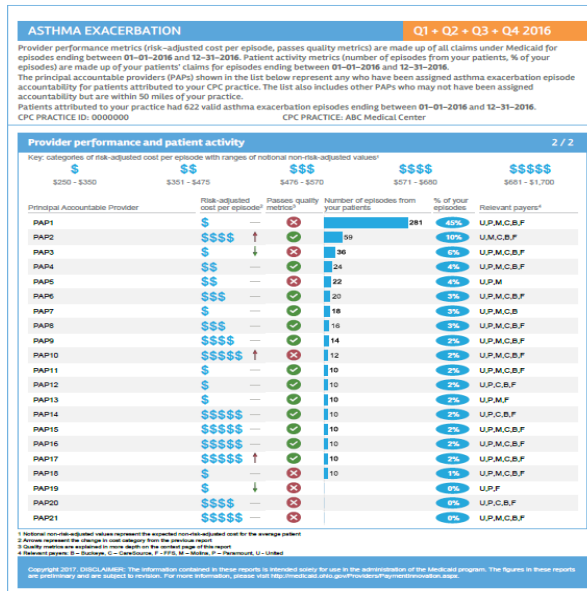 ASTHMA EXACERBATION Q1 + Q2 + Q3 + Q4 2016
Provider performance metrics (risk-adjusted cost per episode, passes quality metrics) are made up of all claims under Medicaid for
episodes ending between 01-01-2016 and 12-31-2016. Patient activity metrics (number of episodes from your patients, % of your
episodes) are made up of your patients' claims for episodes ending between 01-01-2016 and 12-31-2016.
The principal accountable providers (PAPs) shown in the list below represent any who have been assigned asthma exacerbation episode
accountability for patients attributed to your CPC practice. The list also includes other PAPs who may not have been assigned
accountability but are within 50 miles of your practice.
Patients attributed to your practice had 622 valid asthma exacerbation episodes ending between 01-01-2016 and 12-31-2016.
CPC PRACTICE ID: 0000000 CPC PRACTICE: ABC Medical Center
Provider performance and patient activity 2 / 2
Key: categories of risk-adjusted cost per episode with ranges of notional non-risk-adjusted values¹
$ $$ $$$ $$$$ $$$$$
$250 - $350 $351 - $475 $476 - $570 $571 - $680 $681 - $1,700
Risk-adjusted Passes quality Number of episodes from % of your
Principal Accountable Provider cost per episode² metrics³ your patients episodes Relevant payers⁴
PAP1 $ — 281 45% U,P,M,C,B,F
PAP2 $$$$ ↑ 59 10% U,M,C,B,F
PAP3 $ ↓ 36 6% U,P,M,C,B,F
PAP4 $$ — 24 4% U,P,M,C,B,F
PAP5 $$ — 22 4% U,P,M
PAP6 $$$ — 20 3% U,P,M,C,B,F
PAP7 $ — 18 3% U,P,M,C,B
PAP8 $$$ — 16 3% U,P,M,C,B,F
PAP9 $$$$ — 14 2% U,P,M,C,B,F
PAP10 $$$$$ ↑ 12 2% U,P,M,C,B,F
PAP11 $ — 10 2% U,P,M,C,B,F
PAP12 $ — 10 2% U,P,C,B,F
PAP13 $ — 10 2% U,P,M,F
PAP14 $$$$$ — 10 2% U,P,C,B,F
PAP15 $$$$$ — 10 2% U,P,M,C,B,F
PAP16 $$$$$ — 10 2% U,P,M,C,B,F
PAP17 $$$$$ ↑ 10 2% U,P,M,C,B,F
PAP18 $ — 10 1% U,P,M,C,B,F
PAP19 $ ↓ 0% U,P,F
PAP20 $$$$ — 0% U,P,C,B,F
PAP21 $$$$$ — 0% U,P,M,C,B,F
1 Notional non-risk-adjusted values represent the expected non-risk-adjusted cost for the average patient
2 Arrows represent the change in cost category from the previous report
3 Quality metrics are explained in more depth on the context page of this report
4 Relevant payers: B – Buckeye, C – CareSource, F - FFS, M – Molina, P – Paramount, U - United
Copyright 2017. DISCLAIMER: The information contained in these reports is intended solely for use in the administration of the Medicaid program. The figures in these reports
are preliminary and are subject to revision. For more information, please visit http://medicaid.ohio.gov/Providers/PaymentInnovation.aspx.